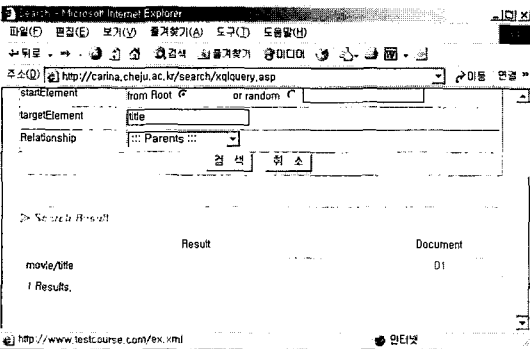 Search - Microsoft Internet Explorer
파일(F) 편집(E) 보기(V) 즐겨찾기(A) 도구(T) 도움말(H)
뒤로 검색 즐겨찾기 미디어
주소(D) http://carina.cheju.ac.kr/search/xqlquery.asp 이동 연결 »
startElement from Root or random
targetElement title
Relationship ::: Parents :::
검 색 취 소
> Search Result
Result Document
movie/title 01
1 Results,
http://www.testcourse.com/ex.xml 인터넷